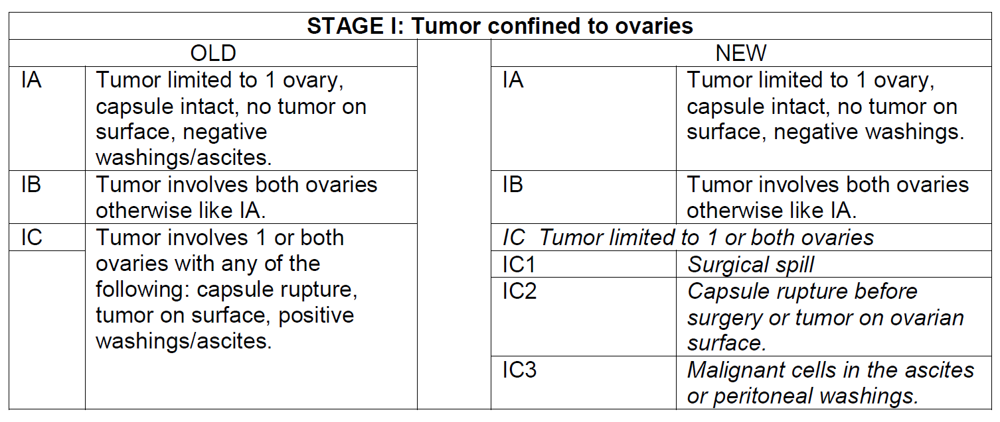 STAGE I: Tumor confined to ovaries
OLD
IA
Tumor limited to 1 ovary,
capsule intact, no tumor on
surface, negative
washings/ascites.
IB
Tumor involves both ovaries
otherwise like IA.
IC
Tumor involves 1 or both
ovaries with any of the
following: capsule rupture,
tumor on surface, positive
washings/ascites.
NEW
IA
Tumor limited to 1 ovary,
capsule intact, no tumor on
surface, negative washings.
IB
Tumor involves both ovaries
otherwise like IA.
IC Tumor limited to 1 or both ovaries
IC1
Surgical spill
IC2
Capsule rupture before
surgery or tumor on ovarian
surface.
IC3
Malignant cells in the ascites
or peritoneal washings.